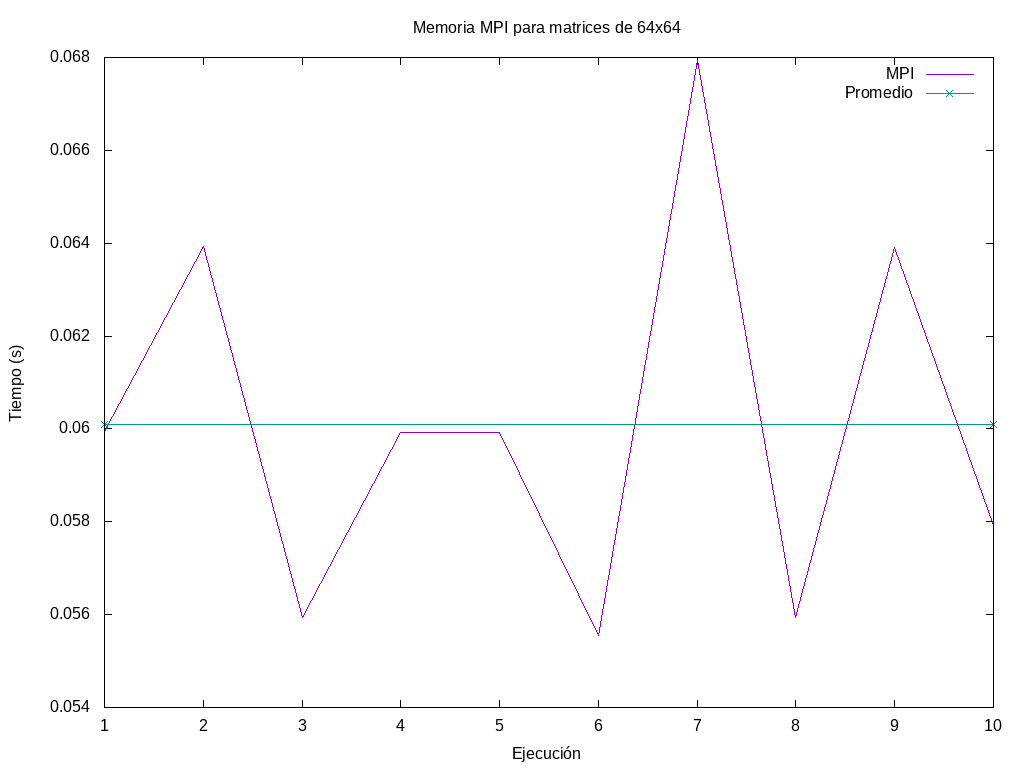 Memoria MPI para matrices de 64x64
MPI
Promedio
0.068
0.066
0.064
0.062
0.06
0.058
0.056
0.054
Tiempo (s)
1 2 3 4 5 6 7 8 9 10
Ejecución